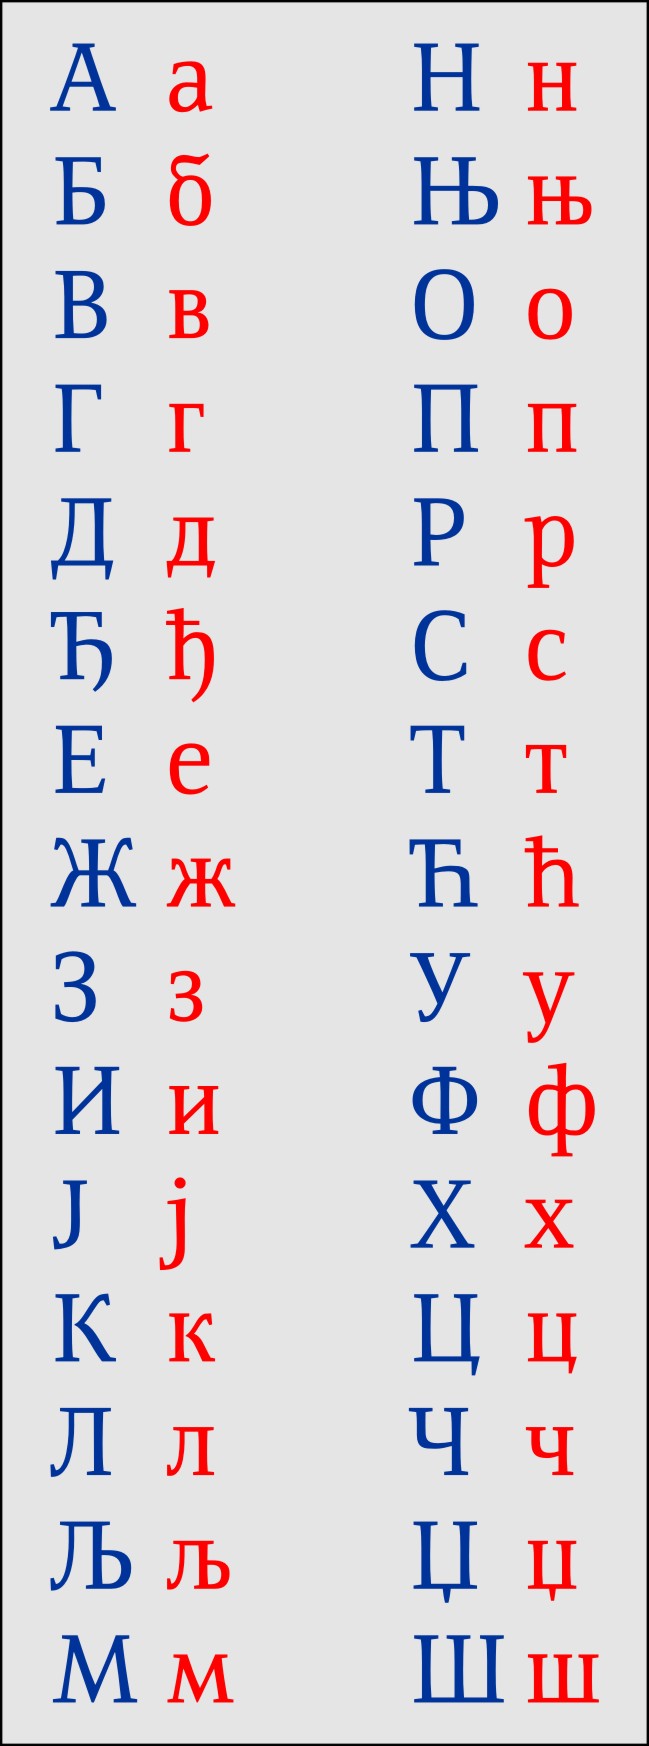 А а
Б б
В в
Г г
Д д
Ђ ђ
Е е
Ж ж
З з
И и
Ј ј
К к
Л л
Љ љ
М м
Н н
Њ њ
О о
П п
Р р
С с
Т т
Ћ ћ
У у
Ф ф
Х х
Ц ц
Ч ч
Џ џ
Ш ш